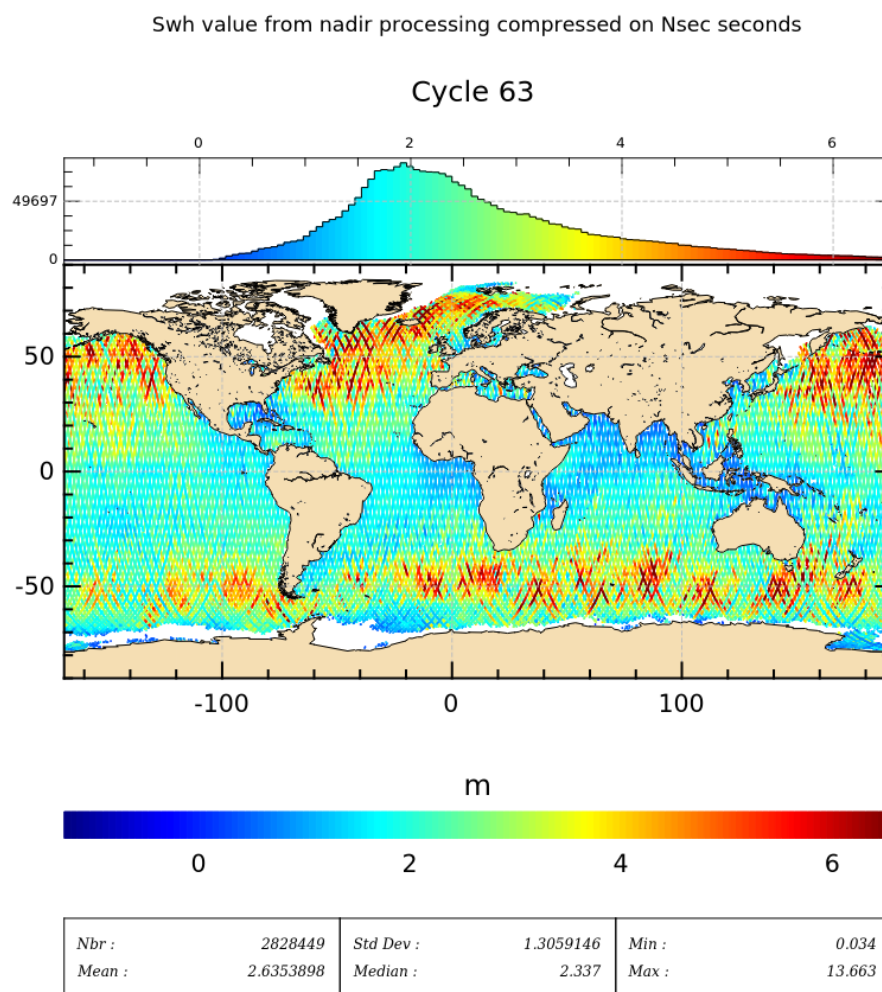 Swh value from nadir processing compressed on Nsec seconds
Cycle 63
0 2 4 6
49697
0
50
0
-50
-100 0 100
m
0 2 4 6
Nbr : 2828449 Std Dev : 1.3059146 Min : 0.034
Mean : 2.6353898 Median : 2.337 Max : 13.663